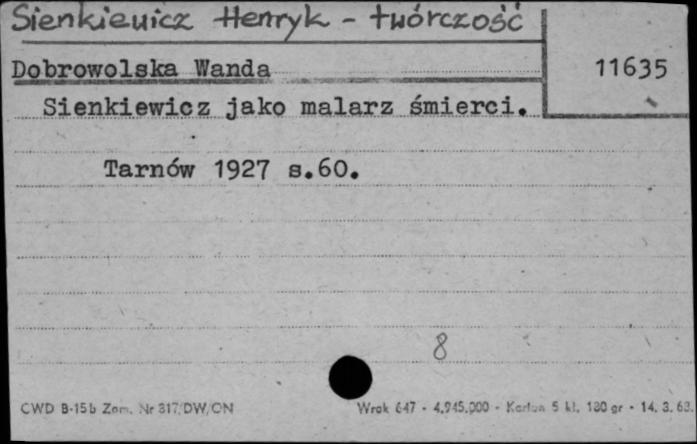 Sienkiewicz Henryk - twórczość
Dobrowolska Wanda
11635
Sienkiewicz jako malarz śmierci.
Tarnów 1927 s.60.
8
CWD B-15b Zam. Nr 317/DW/ON
Wrok 647 - 4.945.000 - Karton 5 kl. 180 gr - 14. 3. 63.